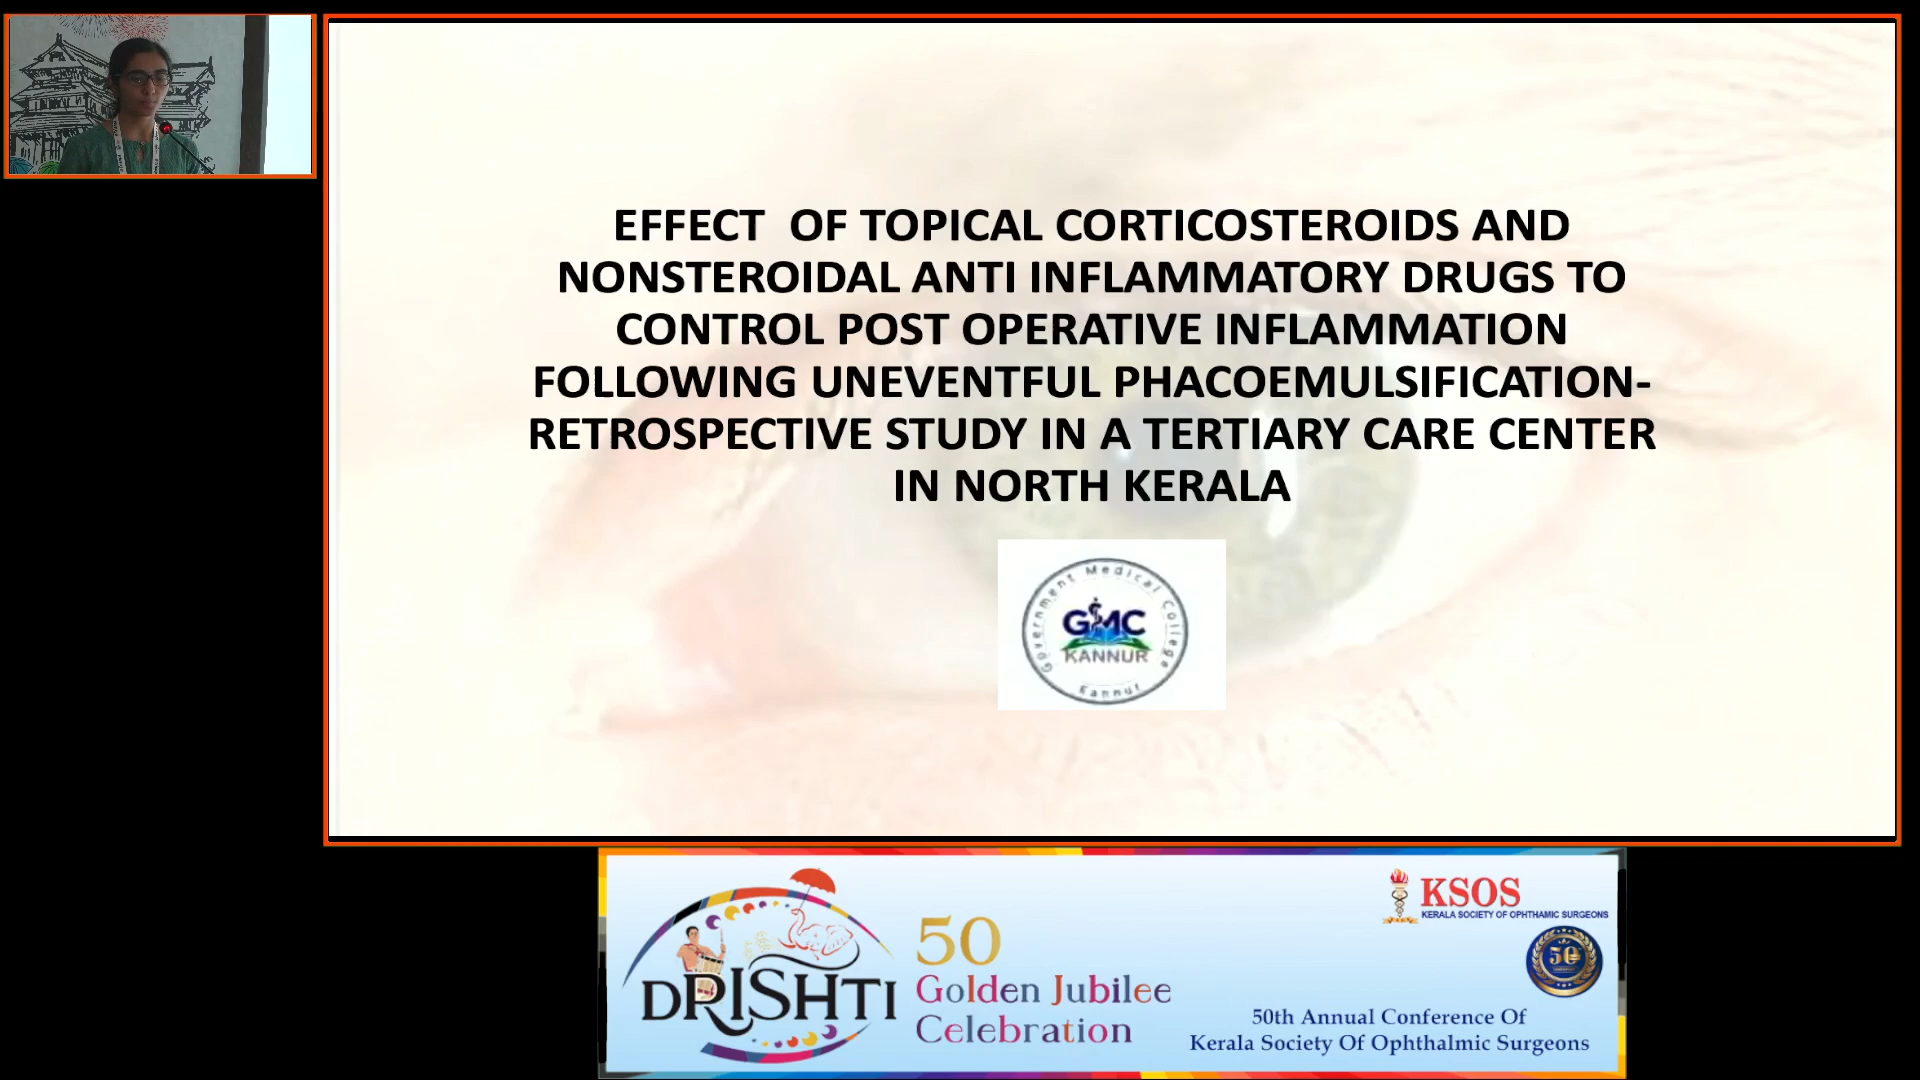 EFFECT OF TOPICAL CORTICOSTEROIDS AND
NONSTEROIDAL ANTI INFLAMMATORY DRUGS TO
CONTROL POST OPERATIVE INFLAMMATION
FOLLOWING UNEVENTFUL PHACOEMULSIFICATION-
RETROSPECTIVE STUDY IN A TERTIARY CARE CENTER
IN NORTH KERALA
Government Medical College
GMC
KANNUR
Kannur
DRISHTI
50
Golden Jubilee
Celebration
KSOS
KERALA SOCIETY OF OPHTHAMIC SURGEONS
50
50th Annual Conference Of
Kerala Society Of Ophthalmic Surgeons